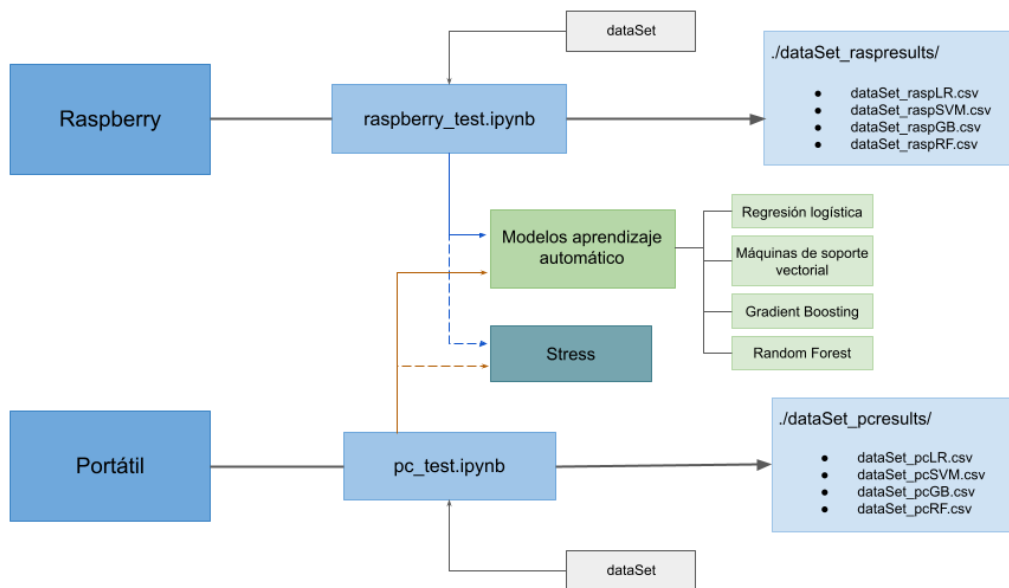 dataSet
Raspberry
raspberry_test.ipynb
./dataSet_raspresults/
● dataSet_raspLR.csv
● dataSet_raspSVM.csv
● dataSet_raspGB.csv
● dataSet_raspRF.csv
Modelos aprendizaje
automático
Regresión logística
Máquinas de soporte
vectorial
Gradient Boosting
Random Forest
Stress
Portátil
pc_test.ipynb
./dataSet_pcresults/
● dataSet_pcLR.csv
● dataSet_pcSVM.csv
● dataSet_pcGB.csv
● dataSet_pcRF.csv
dataSet